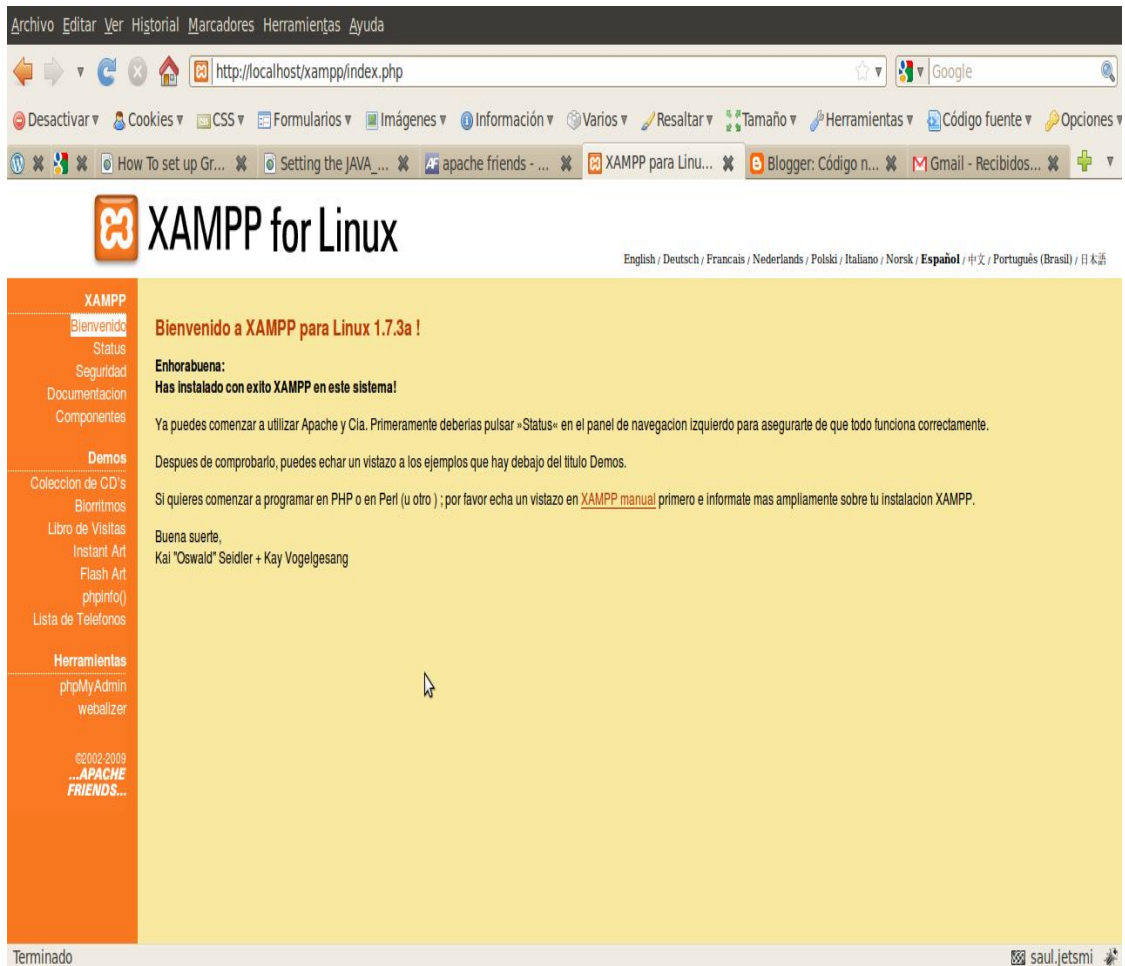 Archivo Editar Ver Historial Marcadores Herramientas Ayuda
http://localhost/xampp/index.php
Google
Desactivar Cookies CSS Formularios Imágenes Información Varios Resaltar Tamaño Herramientas Código fuente Opciones
How To set up Gr... Setting the JAVA_... apache friends - ... XAMPP para Linu... Blogger: Código n... Gmail - Recibidos...
XAMPP for Linux
English / Deutsch / Francais / Nederlands / Polski / Italiano / Norsk / Español / 中文 / Português (Brasil) / 日本語
XAMPP
Bienvenido
Status
Seguridad
Documentacion
Componentes
Demos
Coleccion de CD's
Biorritmos
Libro de Visitas
Instant Art
Flash Art
phpinfo()
Lista de Telefonos
Herramientas
phpMyAdmin
webalizer
©2002-2009
...APACHE
FRIENDS...
Bienvenido a XAMPP para Linux 1.7.3a !
Enhorabuena:
Has instalado con exito XAMPP en este sistema!
Ya puedes comenzar a utilizar Apache y Cia. Primeramente deberias pulsar »Status« en el panel de navegacion izquierdo para asegurarte de que todo funciona correctamente.
Despues de comprobarlo, puedes echar un vistazo a los ejemplos que hay debajo del titulo Demos.
Si quieres comenzar a programar en PHP o en Perl (u otro ) ; por favor echa un vistazo en XAMPP manual primero e informate mas ampliamente sobre tu instalacion XAMPP.
Buena suerte,
Kai "Oswald" Seidler + Kay Vogelgesang
Terminado
saul.jetsmi